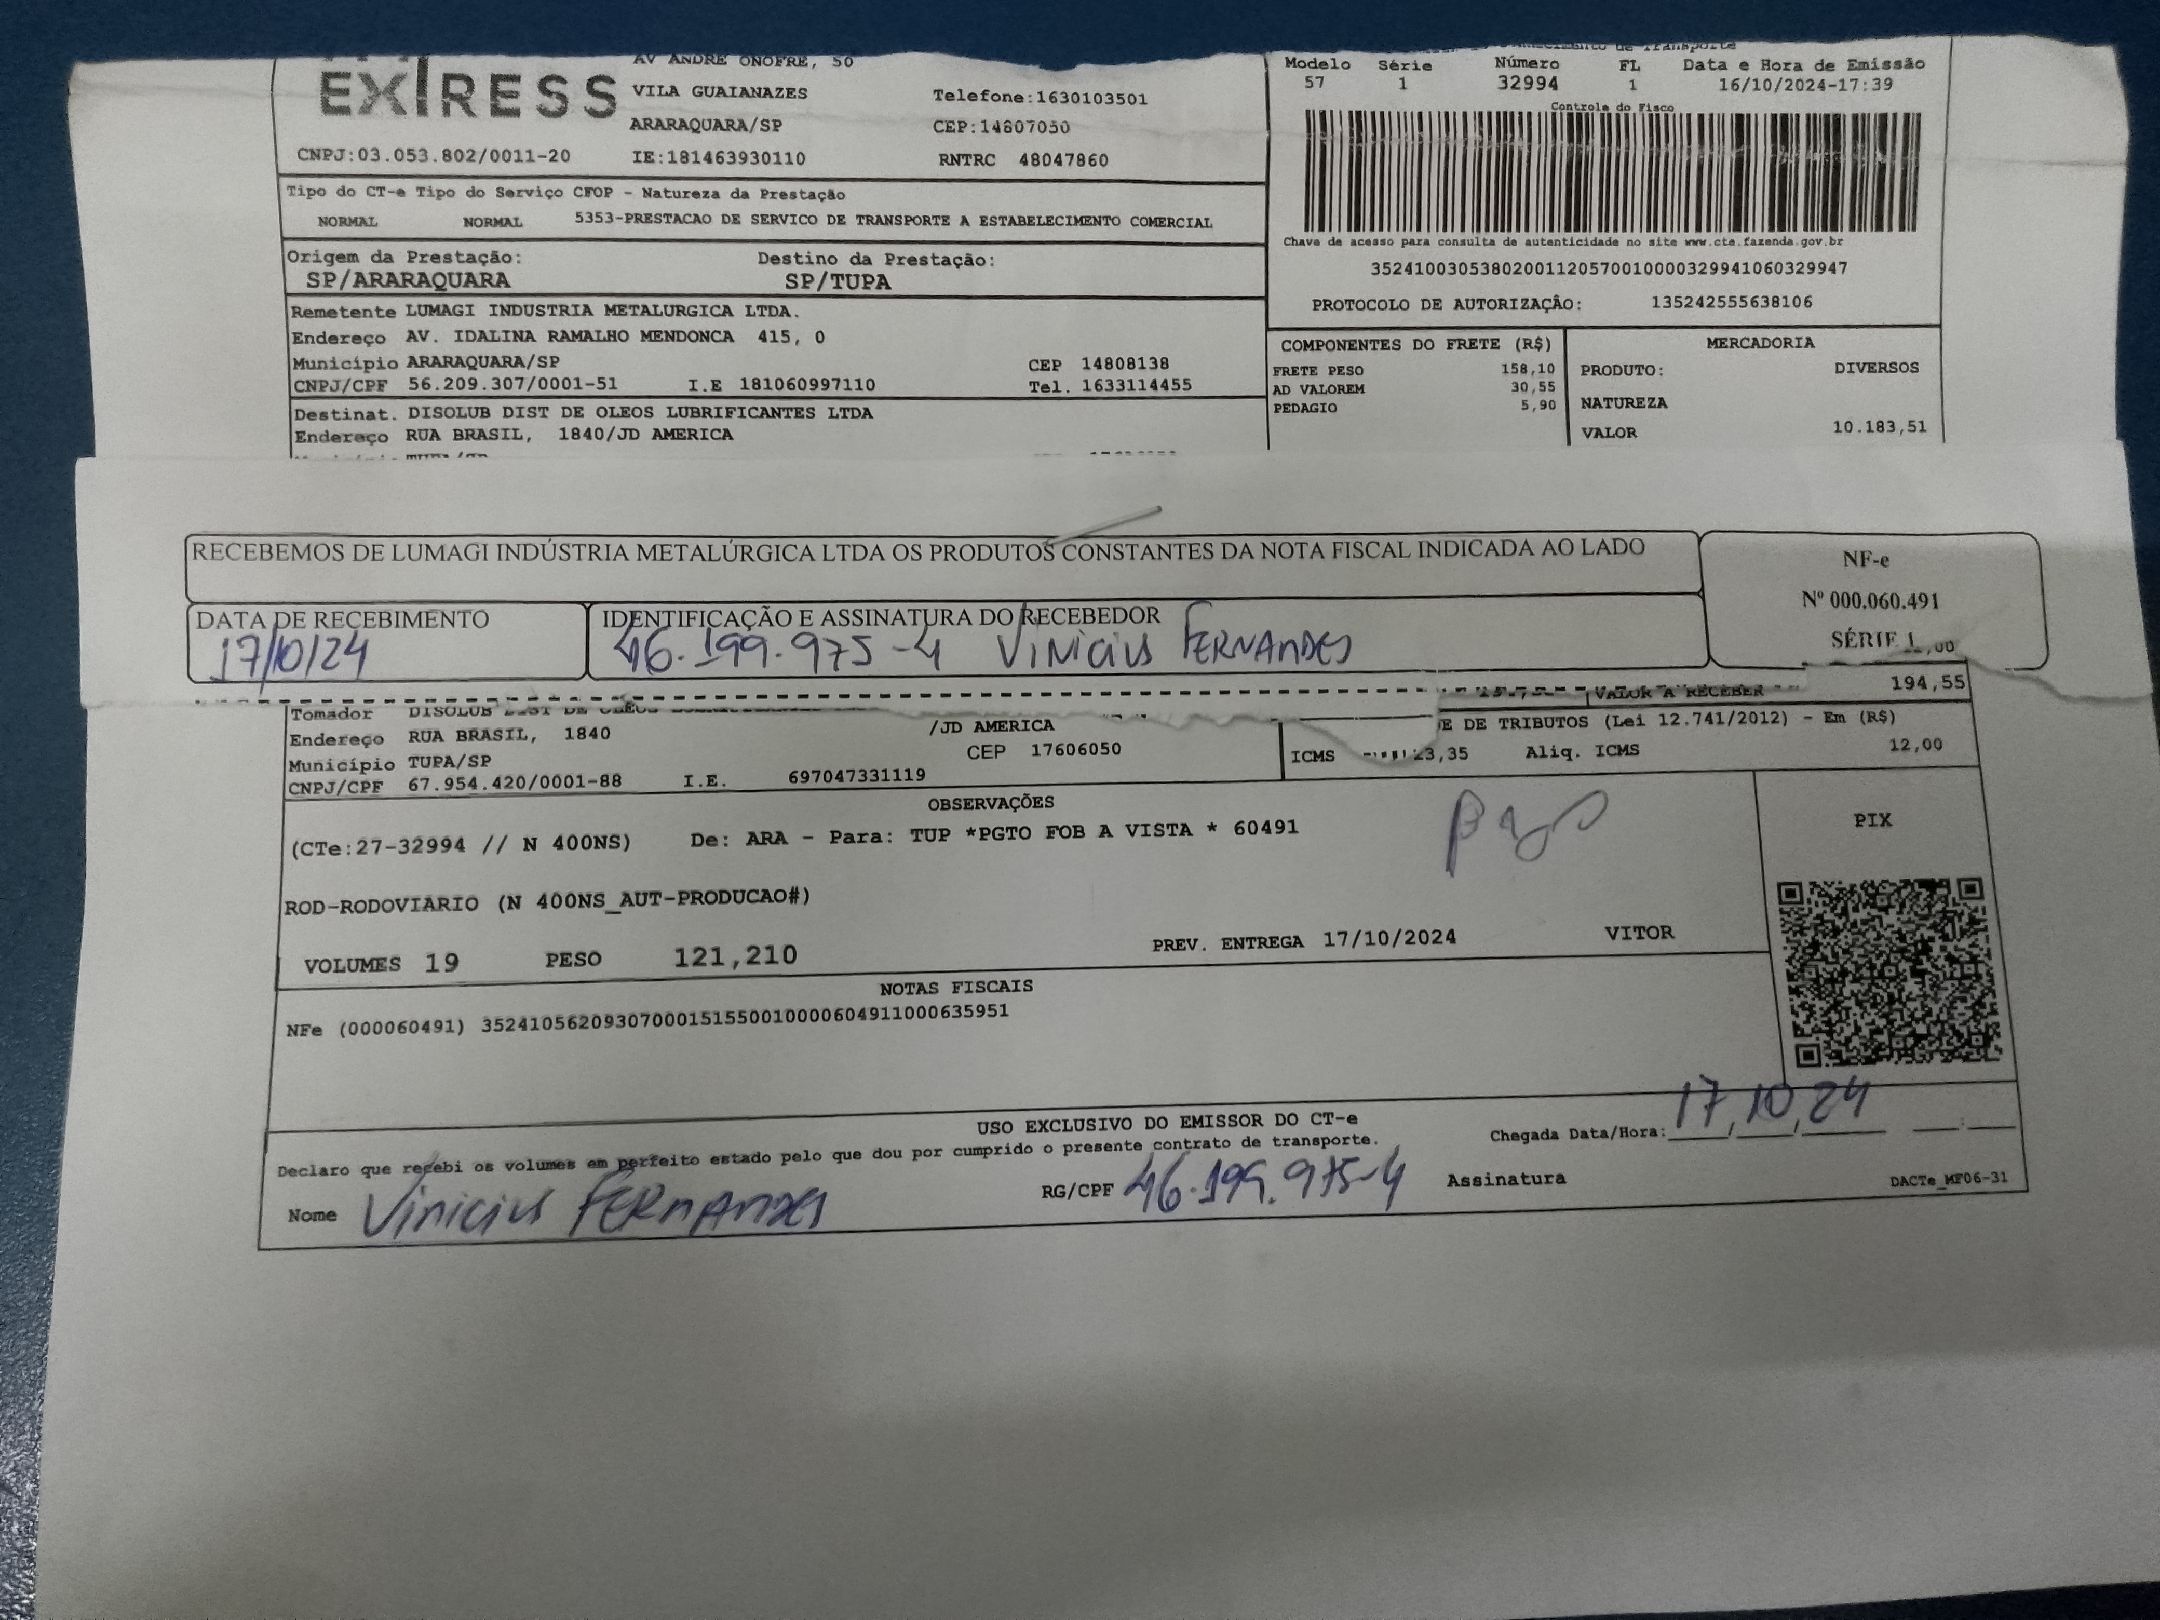 EXPRESS
AV ANDRE ONOFRE, 50
VILA GUAIANAZES
Telefone:1630103501
ARARAQUARA/SP
CEP:14807050
CNPJ:03.053.802/0011-20 IE:181463930110
RNTRC 48047860
Modelo Série Número FL Data e Hora de Emissão
57 1 32994 1 16/10/2024-17:39
Controle do Fisco
Tipo do CT-e Tipo do Serviço CFOP - Natureza da Prestação
NORMAL NORMAL 5353-PRESTACAO DE SERVICO DE TRANSPORTE A ESTABELECIMENTO COMERCIAL
Chave de acesso para consulta de autenticidade no site www.cte.fazenda.gov.br
35241003053802001120570010000329941060329947
PROTOCOLO DE AUTORIZAÇÃO: 135242555638106
Origem da Prestação: Destino da Prestação:
SP/ARARAQUARA SP/TUPA
Remetente LUMAGI INDUSTRIA METALURGICA LTDA.
Endereço AV. IDALINA RAMALHO MENDONCA 415, 0
Município ARARAQUARA/SP CEP 14808138
CNPJ/CPF 56.209.307/0001-51 I.E 181060997110 Tel. 1633114455
Destinat. DISOLUB DIST DE OLEOS LUBRIFICANTES LTDA
Endereço RUA BRASIL, 1840/JD AMERICA
COMPONENTES DO FRETE (R$)
FRETE PESO 158,10
AD VALOREM 30,55
PEDAGIO 5,90
MERCADORIA
PRODUTO: DIVERSOS
NATUREZA
VALOR 10.183,51
RECEBEMOS DE LUMAGI INDÚSTRIA METALÚRGICA LTDA OS PRODUTOS CONSTANTES DA NOTA FISCAL INDICADA AO LADO
NF-e
Nº 000.060.491
SÉRIE 1
DATA DE RECEBIMENTO
17/10/24
IDENTIFICAÇÃO E ASSINATURA DO RECEBEDOR
46.199.975-4 Vinicius Fernandes
VALOR A RECEBER 194,55
Tomador DISOLUB DIST DE OLEOS
Endereço RUA BRASIL, 1840 /JD AMERICA
Município TUPA/SP CEP 17606050
CNPJ/CPF 67.954.420/0001-88 I.E. 697047331119
E DE TRIBUTOS (Lei 12.741/2012) - Em (R$)
ICMS 23,35 Aliq. ICMS 12,00
OBSERVAÇÕES
(CTe:27-32994 // N 400NS) De: ARA - Para: TUP *PGTO FOB A VISTA * 60491
PIX
ROD-RODOVIARIO (N 400NS_AUT-PRODUCAO#)
VOLUMES 19 PESO 121,210 PREV. ENTREGA 17/10/2024 VITOR
NOTAS FISCAIS
NFe (000060491) 35241056209307000151550010000604911000635951
USO EXCLUSIVO DO EMISSOR DO CT-e
Declaro que recebi os volumes em perfeito estado pelo que dou por cumprido o presente contrato de transporte.
Chegada Data/Hora: 17/10/24
Nome Vinicius Fernandes RG/CPF 46.199.975-4 Assinatura
DACTe_MF06-31